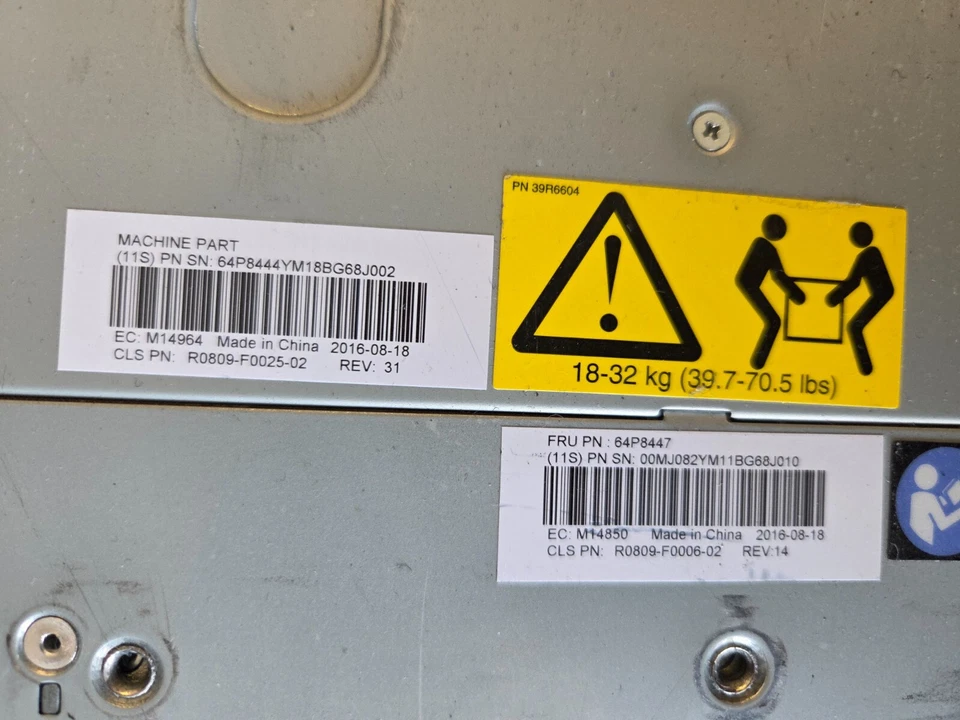 MACHINE PART
(11S) PN SN: 64P8444YM18BG68J002
EC: M14964 Made in China 2016-08-18
CLS PN: R0809-F0025-02 REV: 31
PN 39R6604
18-32 kg (39.7-70.5 lbs)
FRU PN : 64P8447
(11S) PN SN: 00MJ082YM11BG68J010
EC: M14850 Made in China 2016-08-18
CLS PN: R0809-F0006-02 REV:14